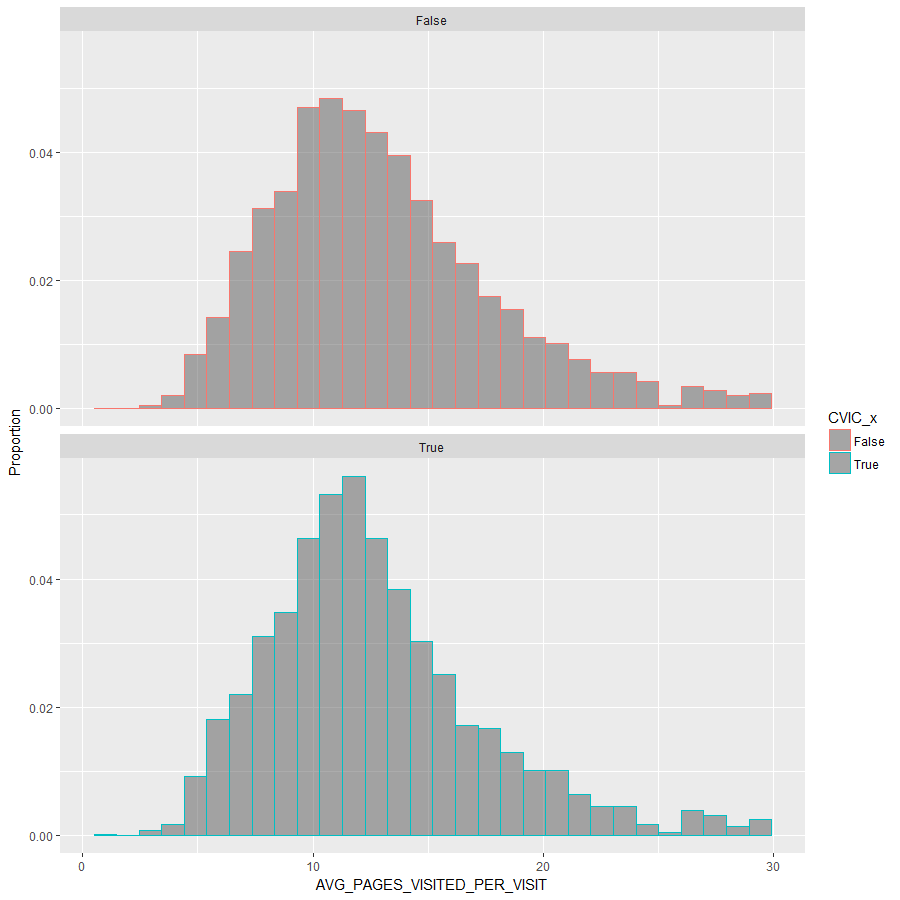 False
0.04
0.02
0.00
True
0.04
0.02
0.00
0 10 20 30
AVG_PAGES_VISITED_PER_VISIT
Proportion
CVIC_x
False
True